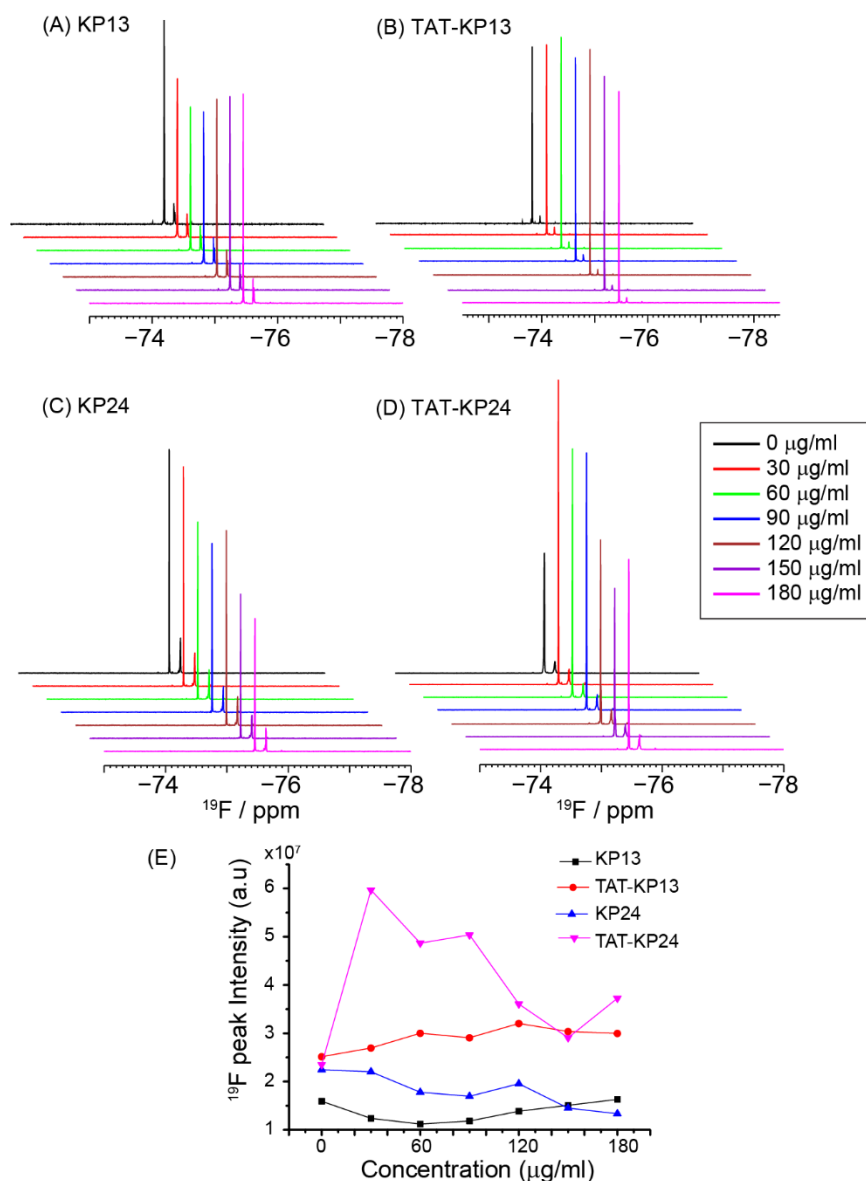 (A) KP13
(B) TAT-KP13
−74 −76 −78
−74 −76 −78
(C) KP24
(D) TAT-KP24
0 μg/ml
30 μg/ml
60 μg/ml
90 μg/ml
120 μg/ml
150 μg/ml
180 μg/ml
−74 −76 −78
¹⁹F / ppm
−74 −76 −78
¹⁹F / ppm
(E)
x10⁷
¹⁹F peak Intensity (a.u)
6
5
4
3
2
1
KP13
TAT-KP13
KP24
TAT-KP24
0 60 120 180
Concentration (μg/ml)